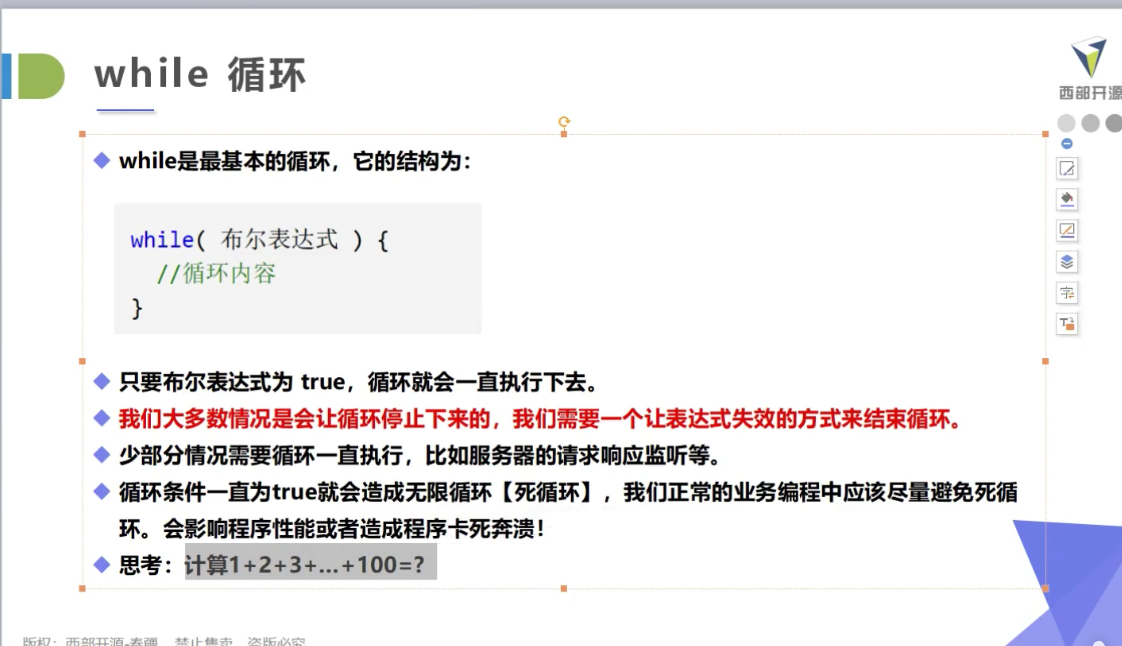 while 循环
西部开源
while是最基本的循环，它的结构为：
while( 布尔表达式 ) {
//循环内容
}
只要布尔表达式为 true，循环就会一直执行下去。
我们大多数情况是会让循环停止下来的，我们需要一个让表达式失效的方式来结束循环。
少部分情况需要循环一直执行，比如服务器的请求响应监听等。
循环条件一直为true就会造成无限循环【死循环】，我们正常的业务编程中应该尽量避免死循
环。会影响程序性能或者造成程序卡死奔溃！
思考：计算1+2+3+…+100=?
版权：西部开源-秦疆 禁止售卖 盗版必究